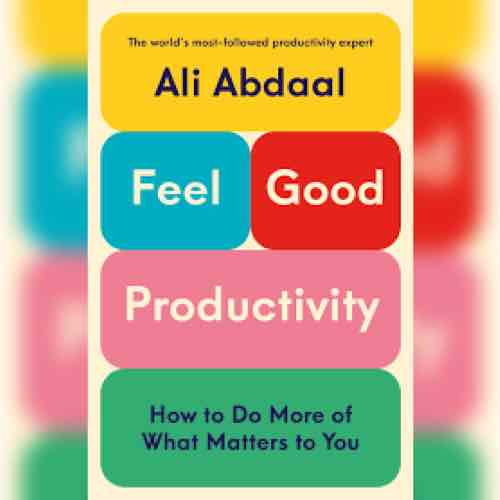 The world's most-followed productivity expert
Ali Abdaal
Feel Good
Productivity
How to Do More of
What Matters to You